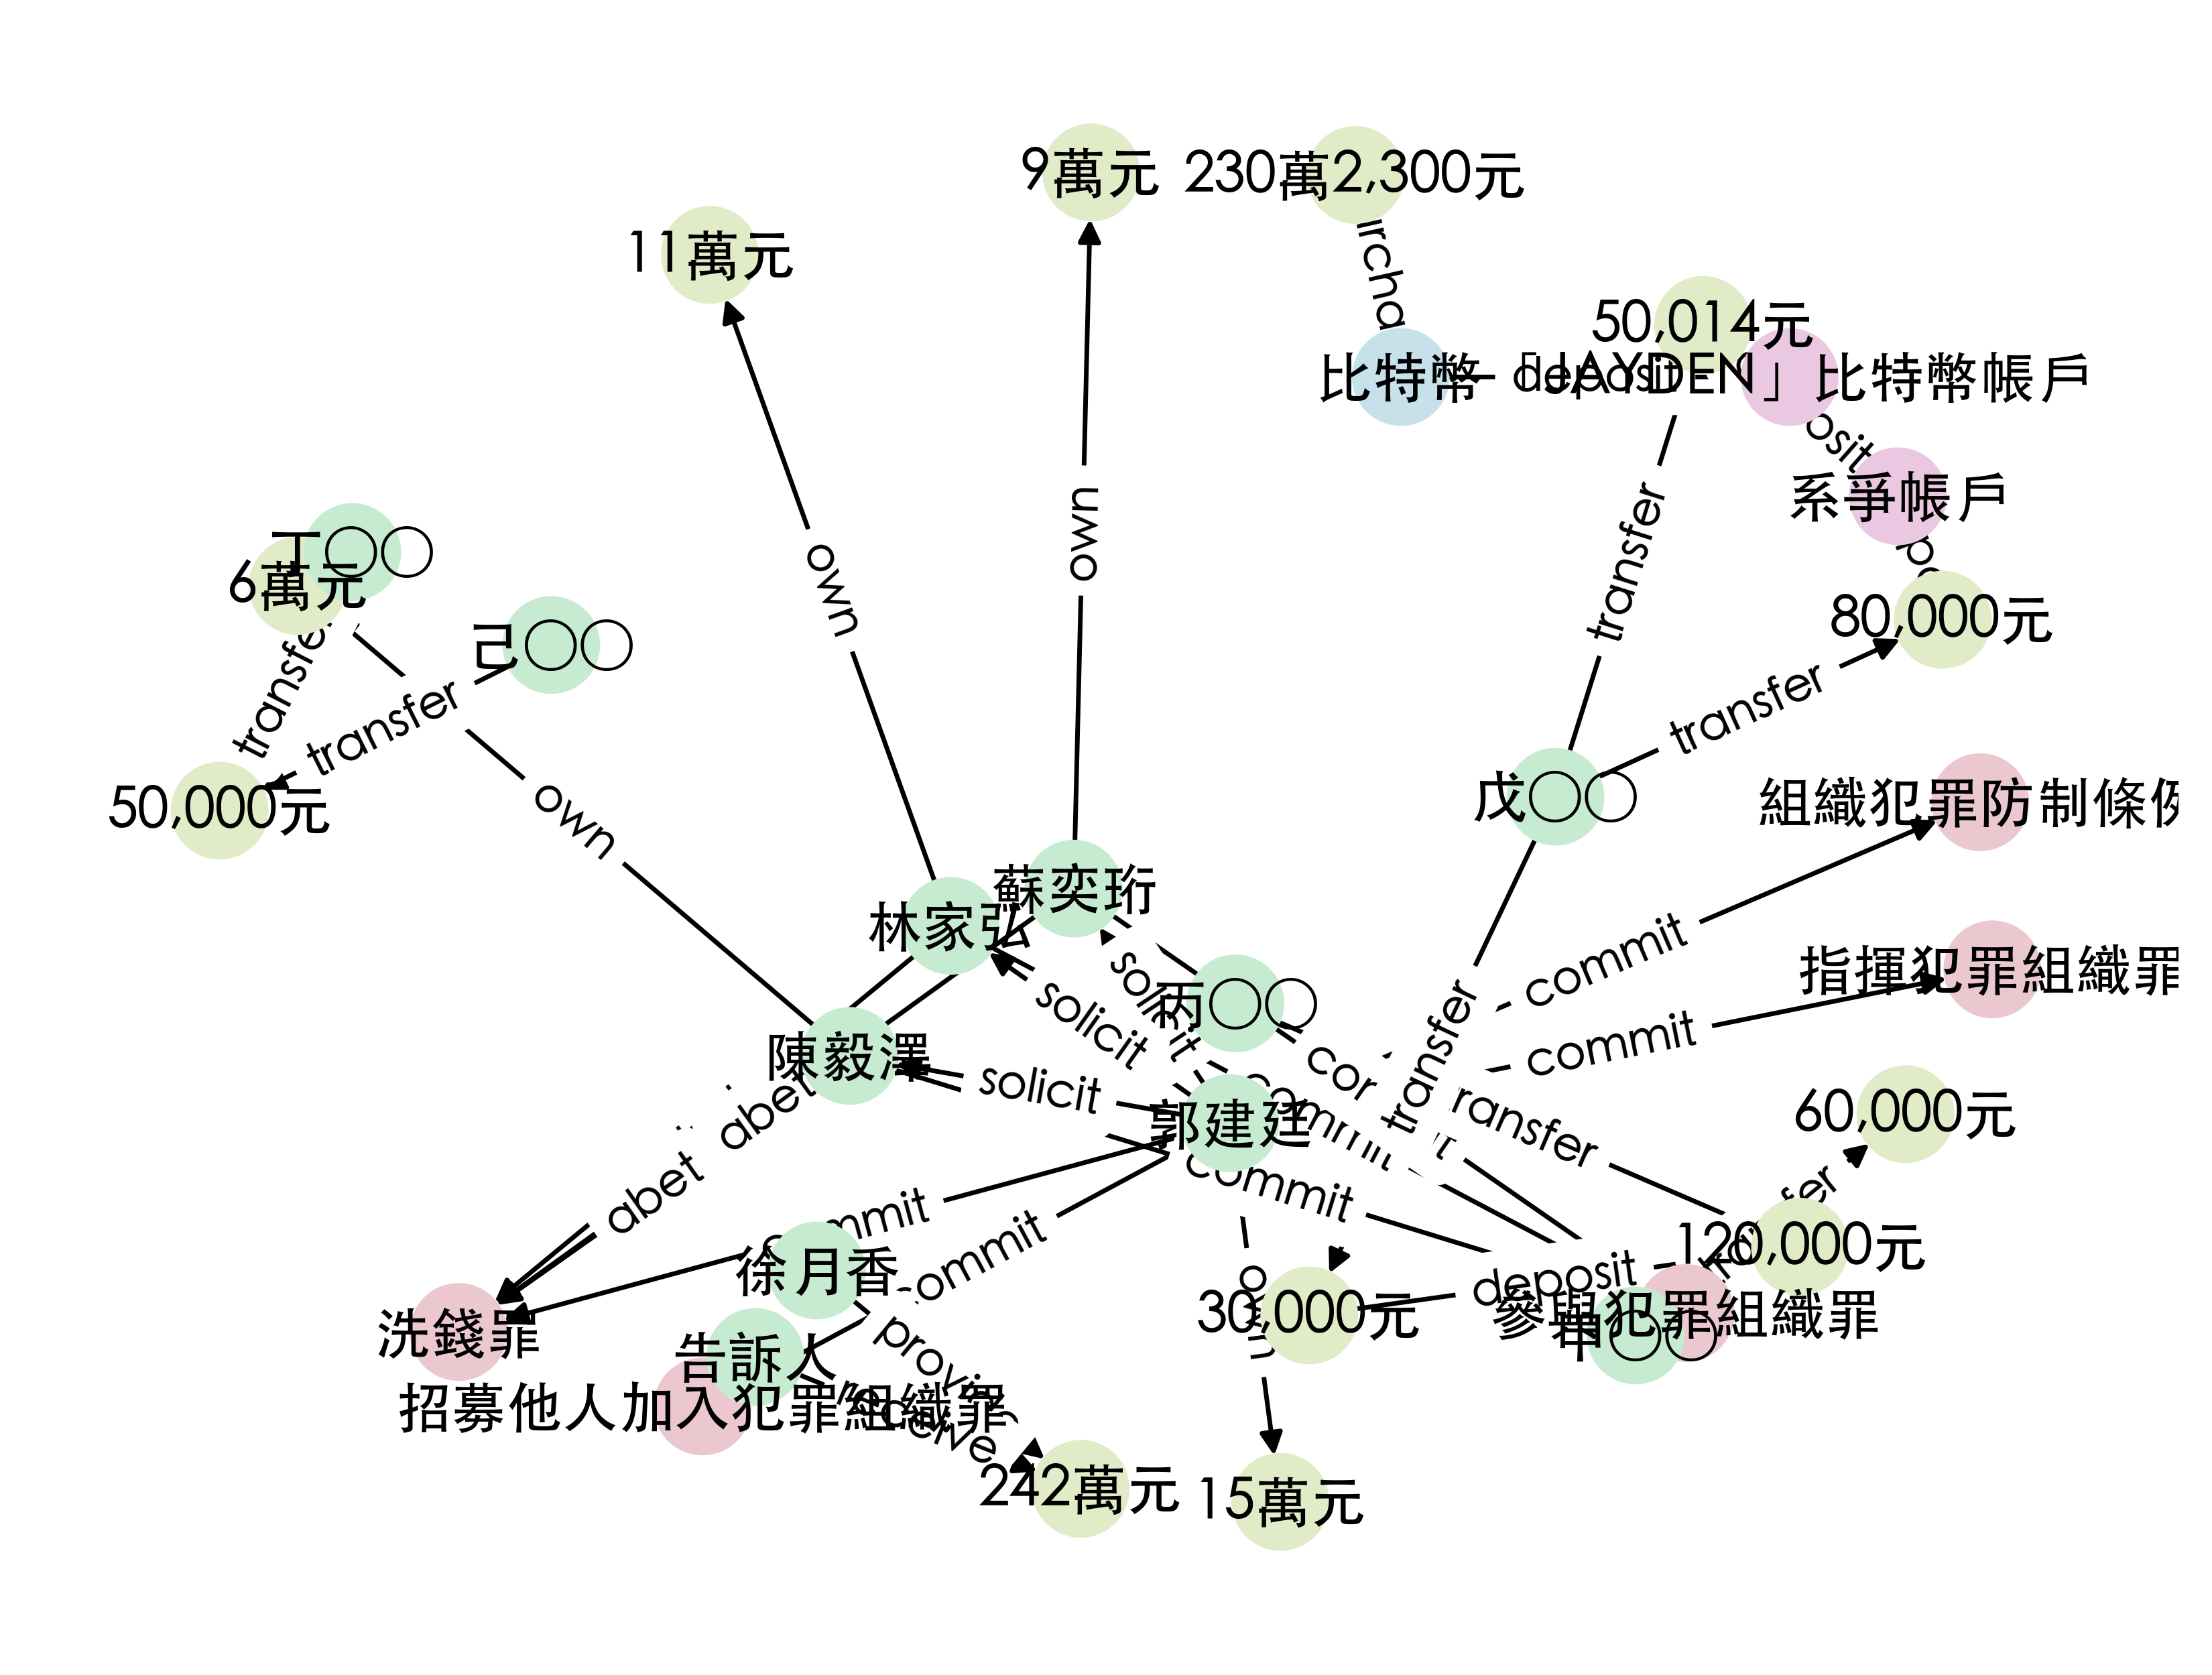 9萬元
230萬2,300元
11萬元
50,014元
比特幣
deposit
「JAYDEN」比特幣帳戶
系爭帳戶
丁〇〇
6萬元
own
own
transfer
80,000元
己〇〇
transfer
transfer
transfer
50,000元
own
戊〇〇
組織犯罪防制條例
蘇奕珩
林家弘
commit
指揮犯罪組織罪
solicit
solicit
丙〇〇
transfer
commit
陳毅澤
solicit
郭建廷
transfer
60,000元
abet
abet
commit
commit
commit
commit
徐月香
deposit
120,000元
transfer
洗錢罪
告訴人
30,000元
own
參與犯罪組織罪
甲〇〇
招募他人加入犯罪組織罪
242萬元
15萬元